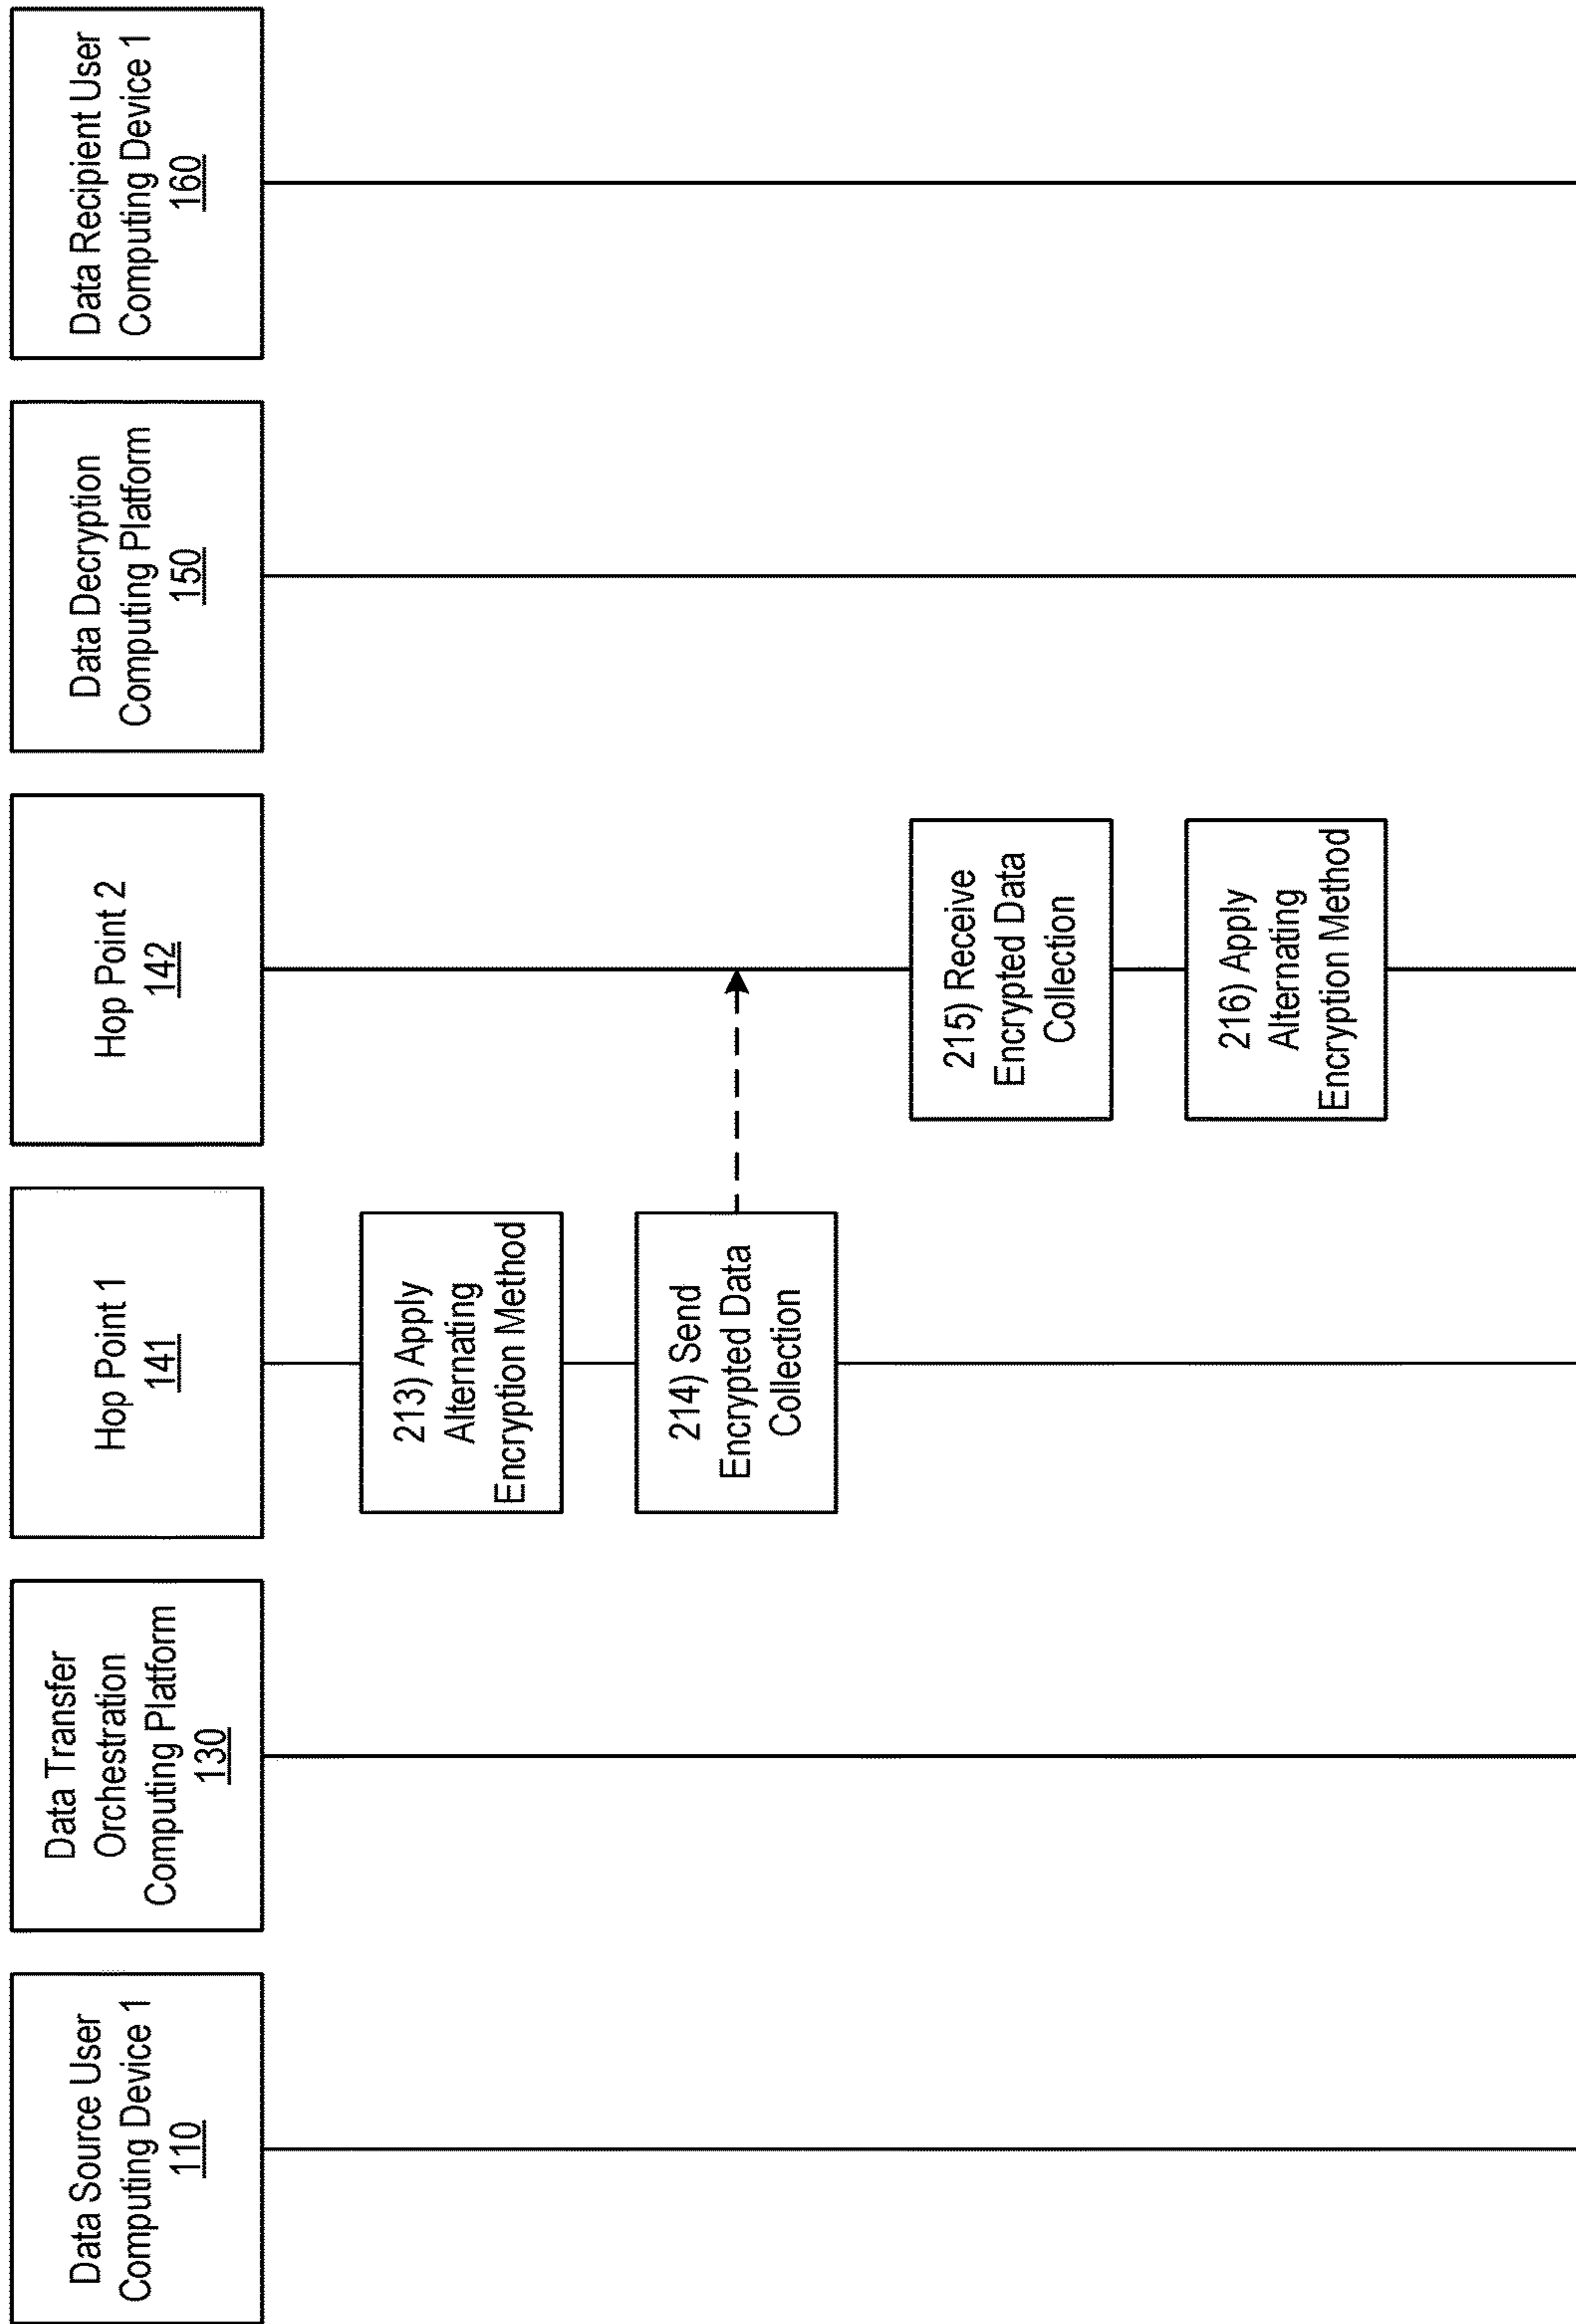 Data Source User
Computing Device 1
110
Data Transfer
Orchestration
Computing Platform
130
Hop Point 1
141
Hop Point 2
142
Data Decryption
Computing Platform
150
Data Recipient User
Computing Device 1
160
213) Apply
Alternating
Encryption Method
214) Send
Encrypted Data
Collection
215) Receive
Encrypted Data
Collection
216) Apply
Alternating
Encryption Method